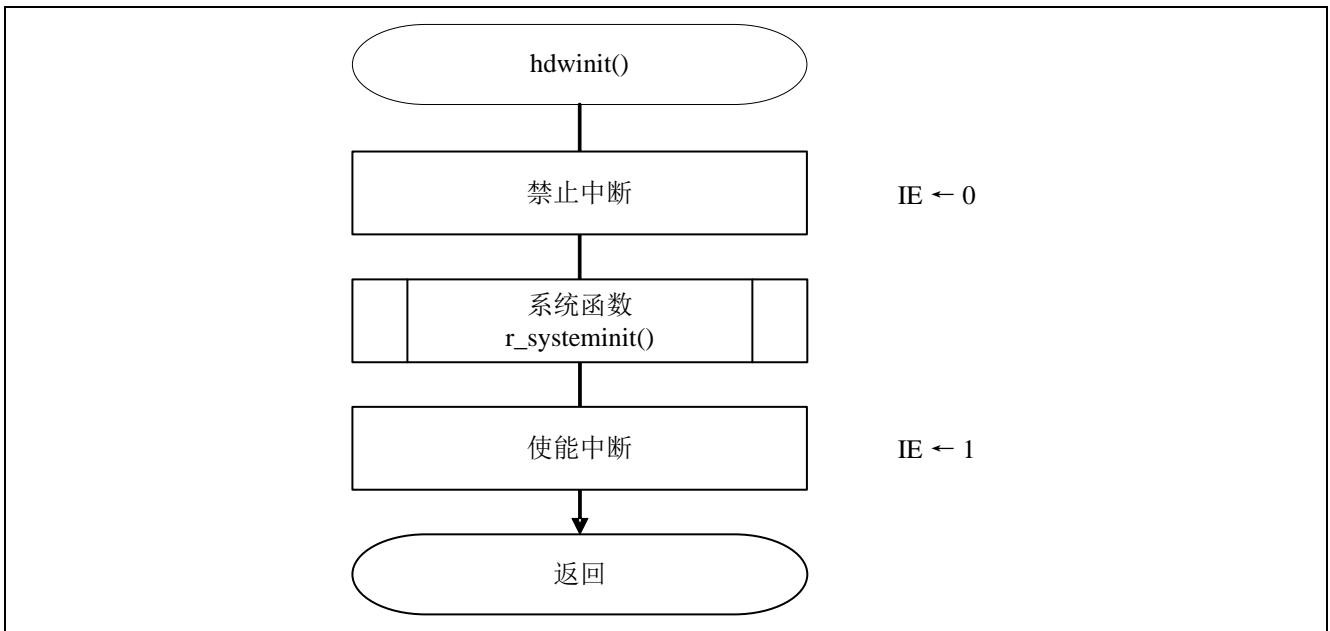 hdwinit()
禁止中断
IE ← 0
系统函数
r_systeminit()
使能中断
IE ← 1
返回